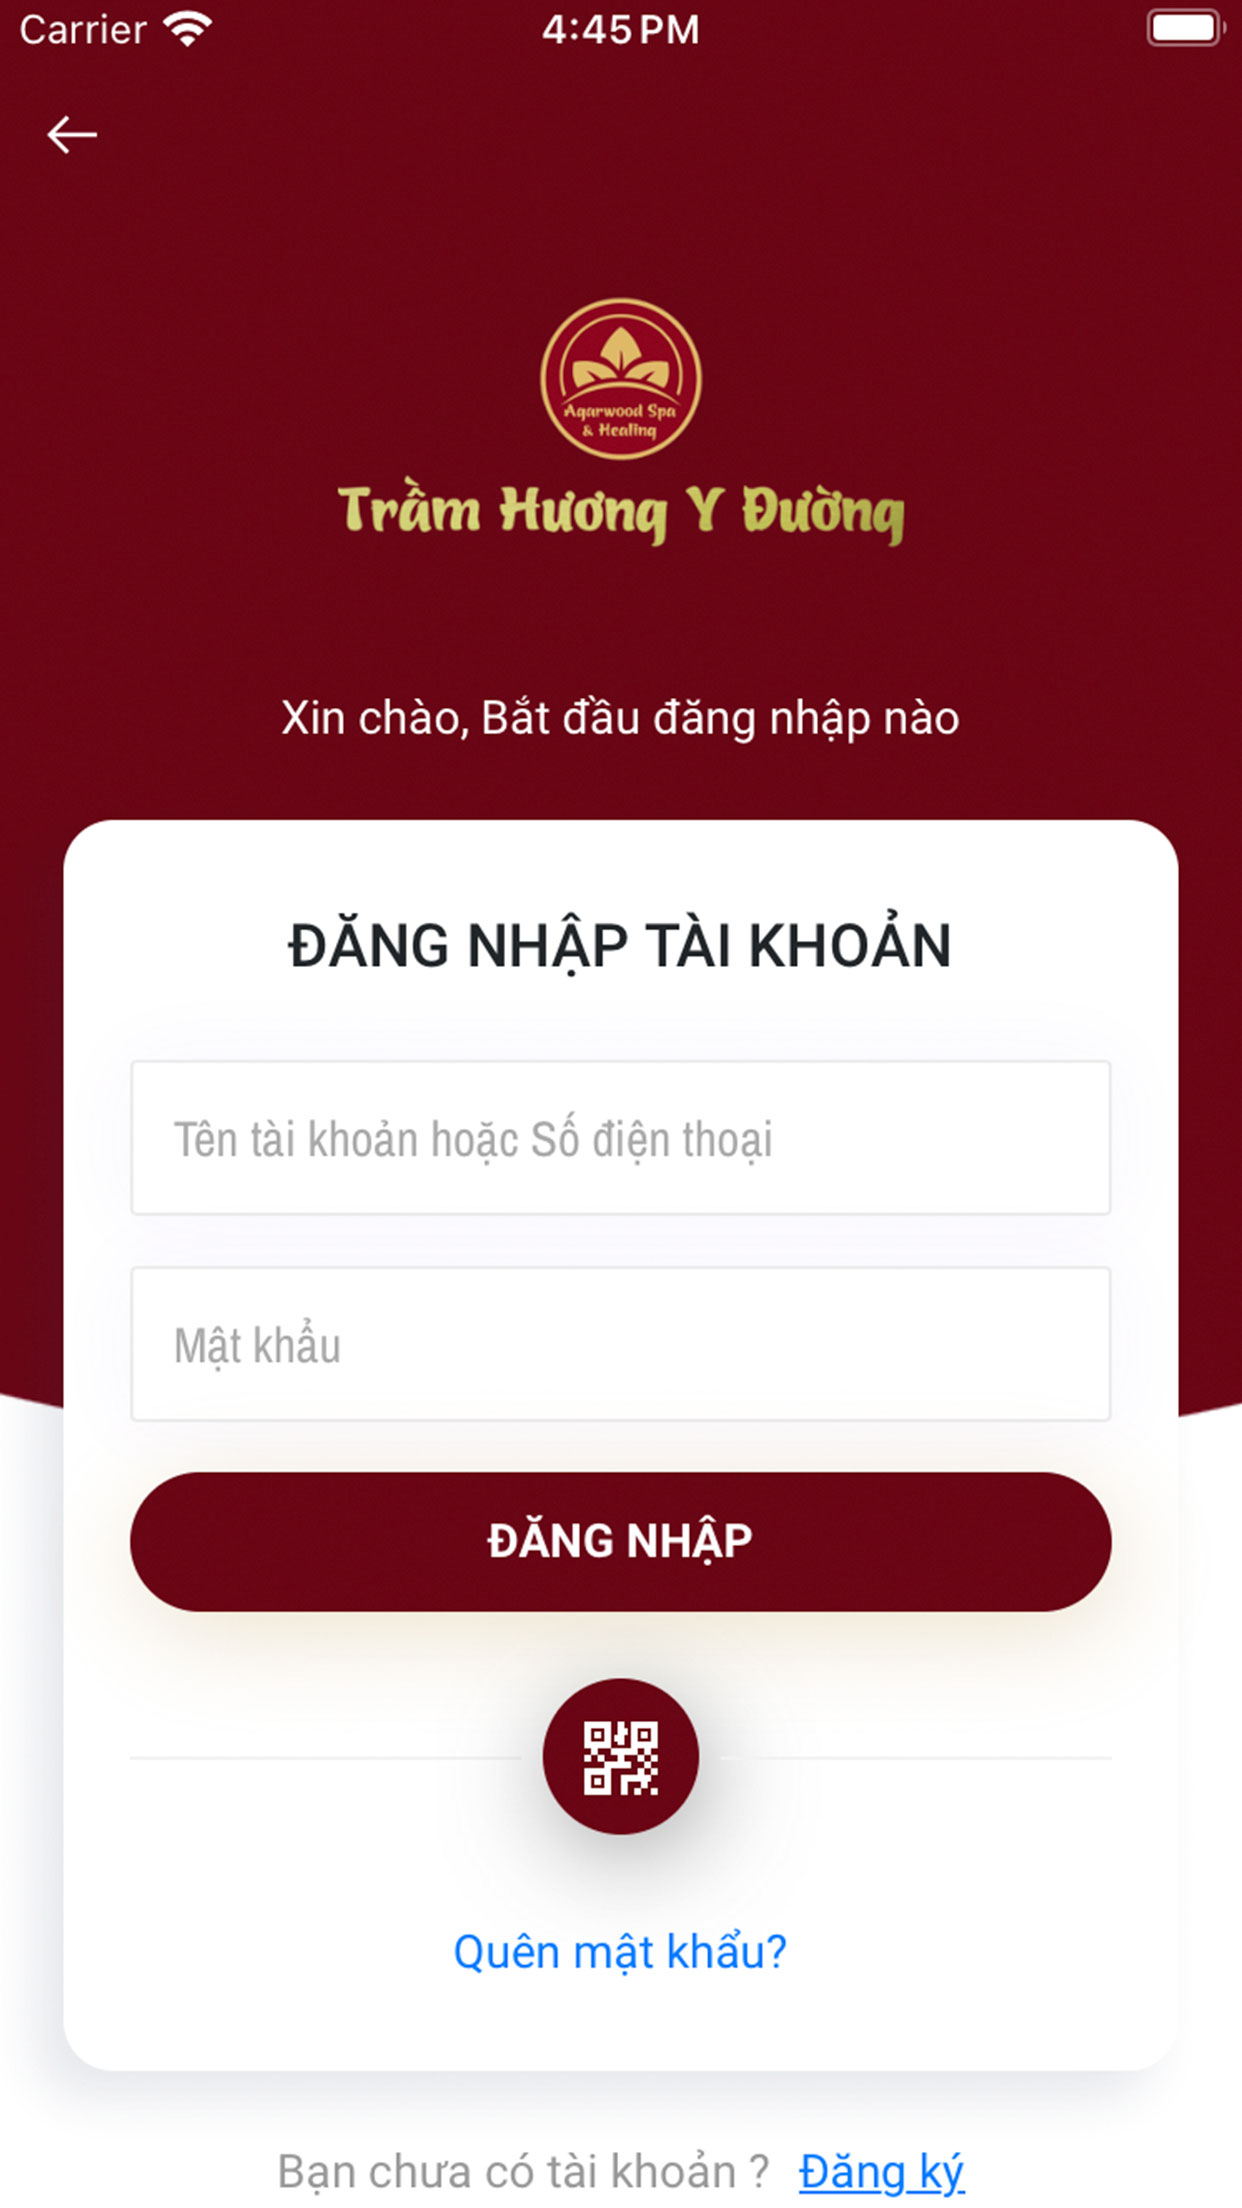 Carrier 4:45 PM
Agarwood Spa
& Healing
Trầm Hương Y Đường
Xin chào, Bắt đầu đăng nhập nào
ĐĂNG NHẬP TÀI KHOẢN
Tên tài khoản hoặc Số điện thoại
Mật khẩu
ĐĂNG NHẬP
Quên mật khẩu?
Bạn chưa có tài khoản ? Đăng ký